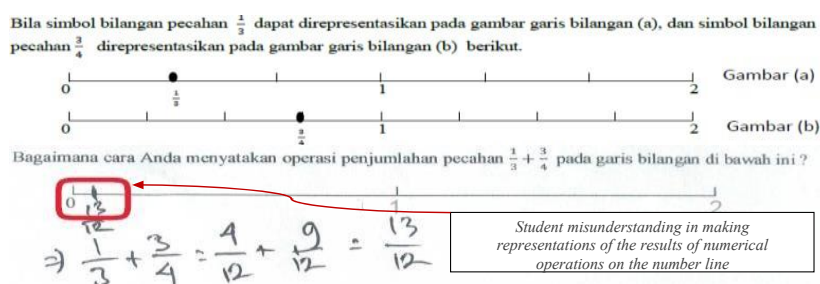 Bila simbol bilangan pecahan 1/3 dapat direpresentasikan pada gambar garis bilangan (a), dan simbol bilangan
pecahan 3/4 direpresentasikan pada gambar garis bilangan (b) berikut.
Gambar (a)
0 1/3 1 2
Gambar (b)
0 3/4 1 2
Bagaimana cara Anda menyatakan operasi penjumlahan pecahan 1/3 + 3/4 pada garis bilangan di bawah ini ?
0 13/12 1 2
⇒ 1/3 + 3/4 = 4/12 + 9/12 = 13/12
Student misunderstanding in making
representations of the results of numerical
operations on the number line